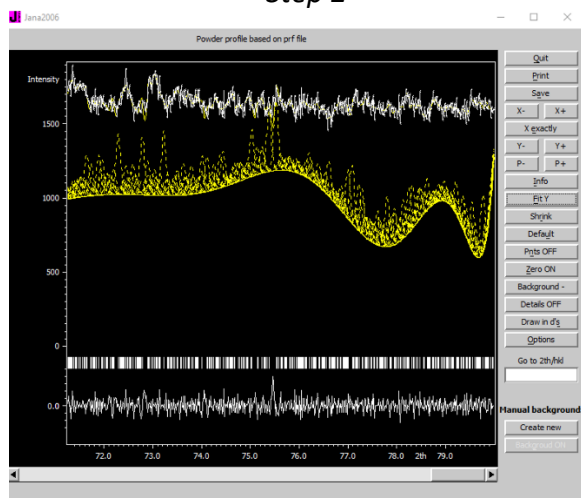 Step 2
Jana2006
Powder profile based on prf file
Intensity
1500
1000
500
0
0.0
72.0 73.0 74.0 75.0 76.0 77.0 78.0 2th 79.0
Quit
Print
Save
X- X+
X exactly
Y- Y+
P- P+
Info
Fit Y
Shrink
Default
Pnts OFF
Zero ON
Background -
Details OFF
Draw in d's
Options
Go to 2th/hkl
Manual background
Create new
Backgroud ON